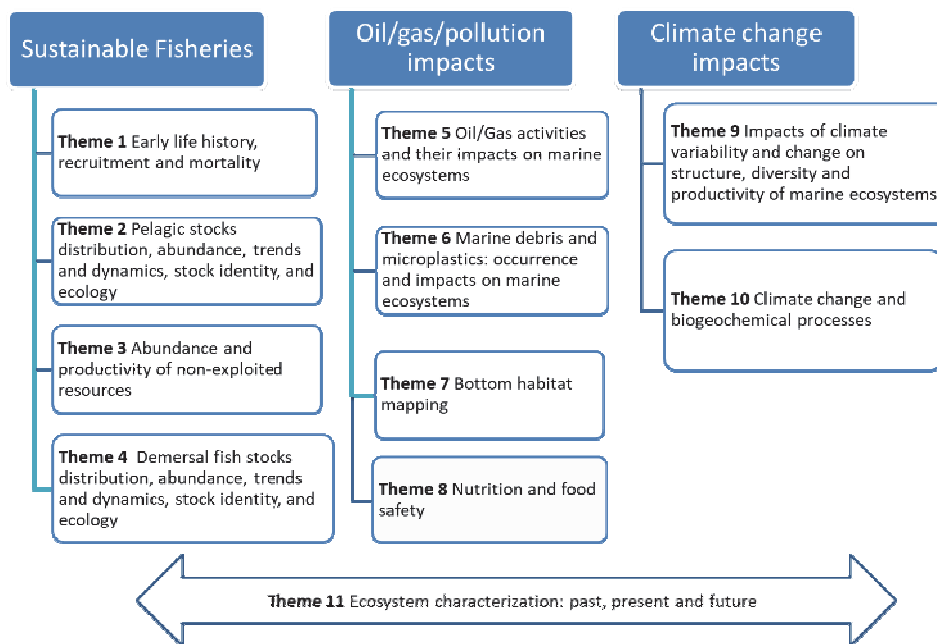 Sustainable Fisheries
Theme 1 Early life history,
recruitment and mortality
Theme 2 Pelagic stocks
distribution, abundance, trends
and dynamics, stock identity, and
ecology
Theme 3 Abundance and
productivity of non-exploited
resources
Theme 4 Demersal fish stocks
distribution, abundance, trends
and dynamics, stock identity, and
ecology
Oil/gas/pollution
impacts
Theme 5 Oil/Gas activities
and their impacts on marine
ecosystems
Theme 6 Marine debris and
microplastics: occurrence
and impacts on marine
ecosystems
Theme 7 Bottom habitat
mapping
Theme 8 Nutrition and food
safety
Climate change
impacts
Theme 9 Impacts of climate
variability and change on
structure, diversity and
productivity of marine ecosystems
Theme 10 Climate change and
biogeochemical processes
Theme 11 Ecosystem characterization: past, present and future